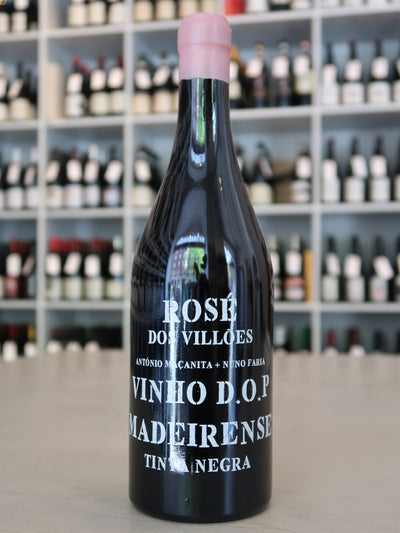 ROSÉ
DOS VILLÕES
ANTÓNIO MAÇANITA + NUNO FARIA
VINHO D.O.P
MADEIRENSE
TINTA NEGRA